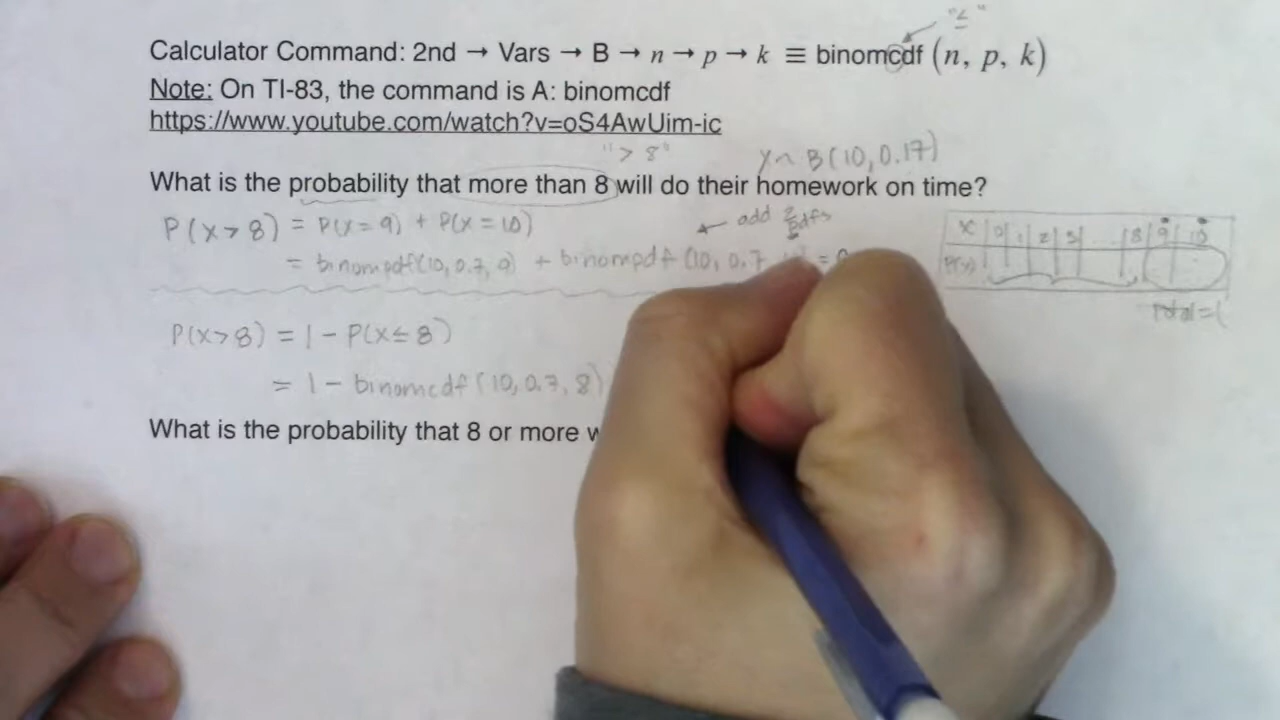 "≤"
Calculator Command: 2nd → Vars → B → n → p → k ≡ binomcdf (n, p, k)
Note: On TI-83, the command is A: binomcdf
https://www.youtube.com/watch?v=oS4AwUim-ic
"> 8" B(10, 0.7)
What is the probability that more than 8 will do their homework on time?
P(x > 8) = P(x = 9) + P(x = 10) ← add 2 pdfs
= binompdf(10, 0.7, 9) + binompdf (10, 0.7
x | 0 | 1 | 2 | 3 | ... | 8 | 9 | 10
P(x)
Total = 1
P(x > 8) = 1 - P(x ≤ 8)
= 1 - binomcdf (10, 0.7, 8)
What is the probability that 8 or more